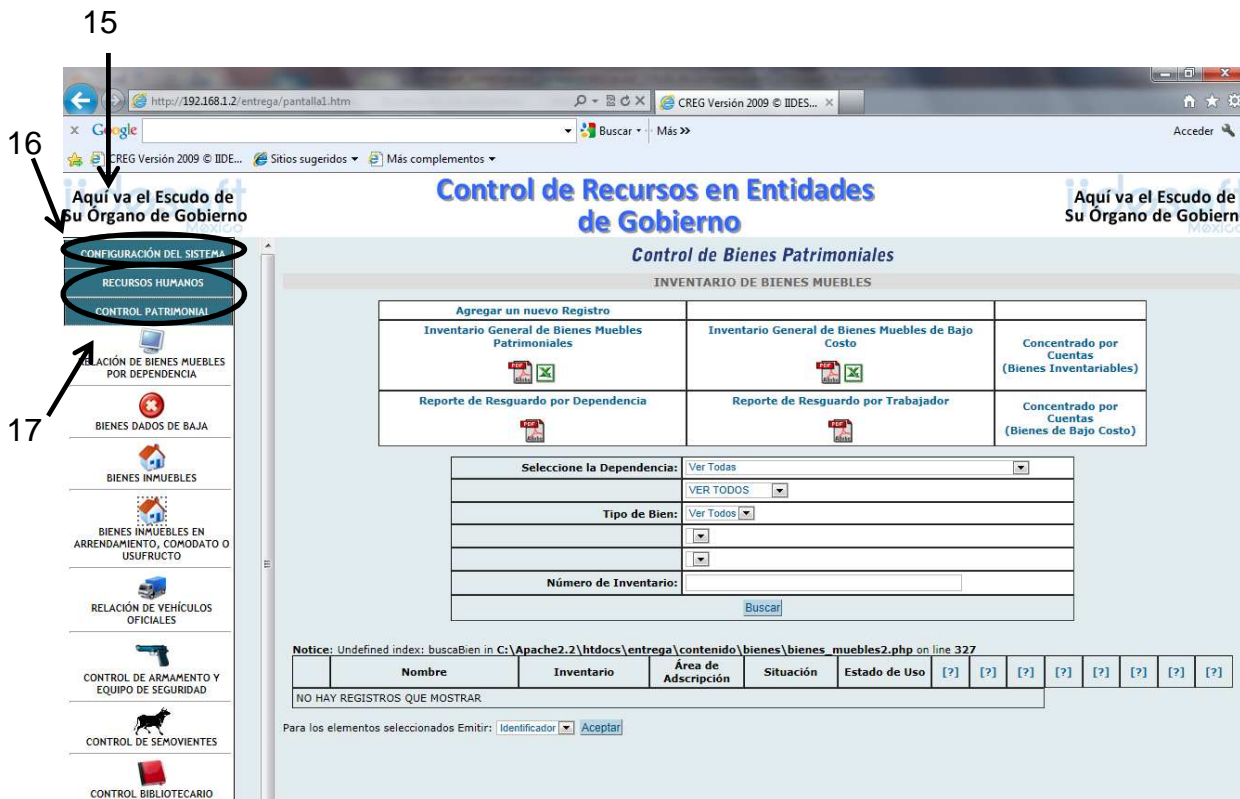 15
http://192.168.1.2/entrega/pantalla1.htm
CREG Versión 2009 © IIDES...
16
x Google
Buscar
Más »
Acceder
CREG Versión 2009 © IIDE...
Sitios sugeridos
Más complementos
Aquí va el Escudo de
Su Órgano de Gobierno
México
Control de Recursos en Entidades
de Gobierno
Aquí va el Escudo de
Su Órgano de Gobiern
CONFIGURACIÓN DEL SISTEMA
RECURSOS HUMANOS
CONTROL PATRIMONIAL
17
RELACIÓN DE BIENES MUEBLES
POR DEPENDENCIA
BIENES DADOS DE BAJA
BIENES INMUEBLES
BIENES INMUEBLES EN
ARRENDAMIENTO, COMODATO O
USUFRUCTO
RELACIÓN DE VEHÍCULOS
OFICIALES
CONTROL DE ARMAMENTO Y
EQUIPO DE SEGURIDAD
CONTROL DE SEMOVIENTES
CONTROL BIBLIOTECARIO
Control de Bienes Patrimoniales
INVENTARIO DE BIENES MUEBLES
Agregar un nuevo Registro
Inventario General de Bienes Muebles
Patrimoniales
Inventario General de Bienes Muebles de Bajo
Costo
Concentrado por
Cuentas
(Bienes Inventariables)
Reporte de Resguardo por Dependencia
Reporte de Resguardo por Trabajador
Concentrado por
Cuentas
(Bienes de Bajo Costo)
Seleccione la Dependencia: Ver Todas
VER TODOS
Tipo de Bien: Ver Todos
Número de Inventario:
Buscar
Notice: Undefined index: buscaBien in C:\Apache2.2\htdocs\entrega\contenido\bienes\bienes_muebles2.php on line 327
Nombre Inventario Área de Adscripción Situación Estado de Uso [?] [?] [?] [?] [?] [?] [?] [?]
NO HAY REGISTROS QUE MOSTRAR
Para los elementos seleccionados Emitir: Identificador Aceptar